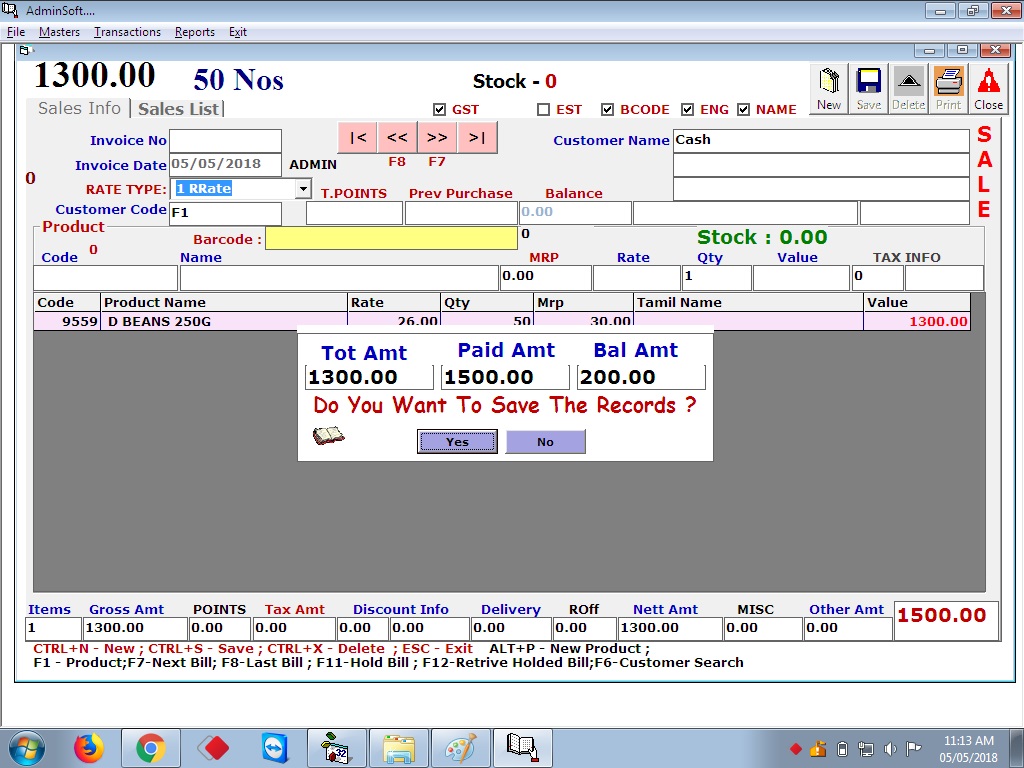 AdminSoft....
File Masters Transactions Reports Exit
1300.00 50 Nos Stock - 0
New Save Delete Print Close
Sales Info Sales List
GST EST BCODE ENG NAME
SALE
Invoice No |< << >> >| Customer Name Cash
F8 F7
Invoice Date 05/05/2018 ADMIN
0
RATE TYPE: 1 RRate T.POINTS Prev Purchase Balance
Customer Code F1 0.00
Product Barcode : 0 Stock : 0.00
0
Code Name MRP Rate Qty Value TAX INFO
0.00 1 0
Code Product Name Rate Qty Mrp Tamil Name Value
9559 D BEANS 250G 26.00 50 30.00 1300.00
Tot Amt Paid Amt Bal Amt
1300.00 1500.00 200.00
Do You Want To Save The Records ?
Yes No
Items Gross Amt POINTS Tax Amt Discount Info Delivery ROff Nett Amt MISC Other Amt 1500.00
1 1300.00 0.00 0.00 0.00 0.00 0.00 0.00 1300.00 0.00 0.00
CTRL+N - New ; CTRL+S - Save ; CTRL+X - Delete ; ESC - Exit ALT+P - New Product ;
F1 - Product;F7-Next Bill; F8-Last Bill ; F11-Hold Bill ; F12-Retrive Holded Bill;F6-Customer Search
32
11:13 AM
05/05/2018